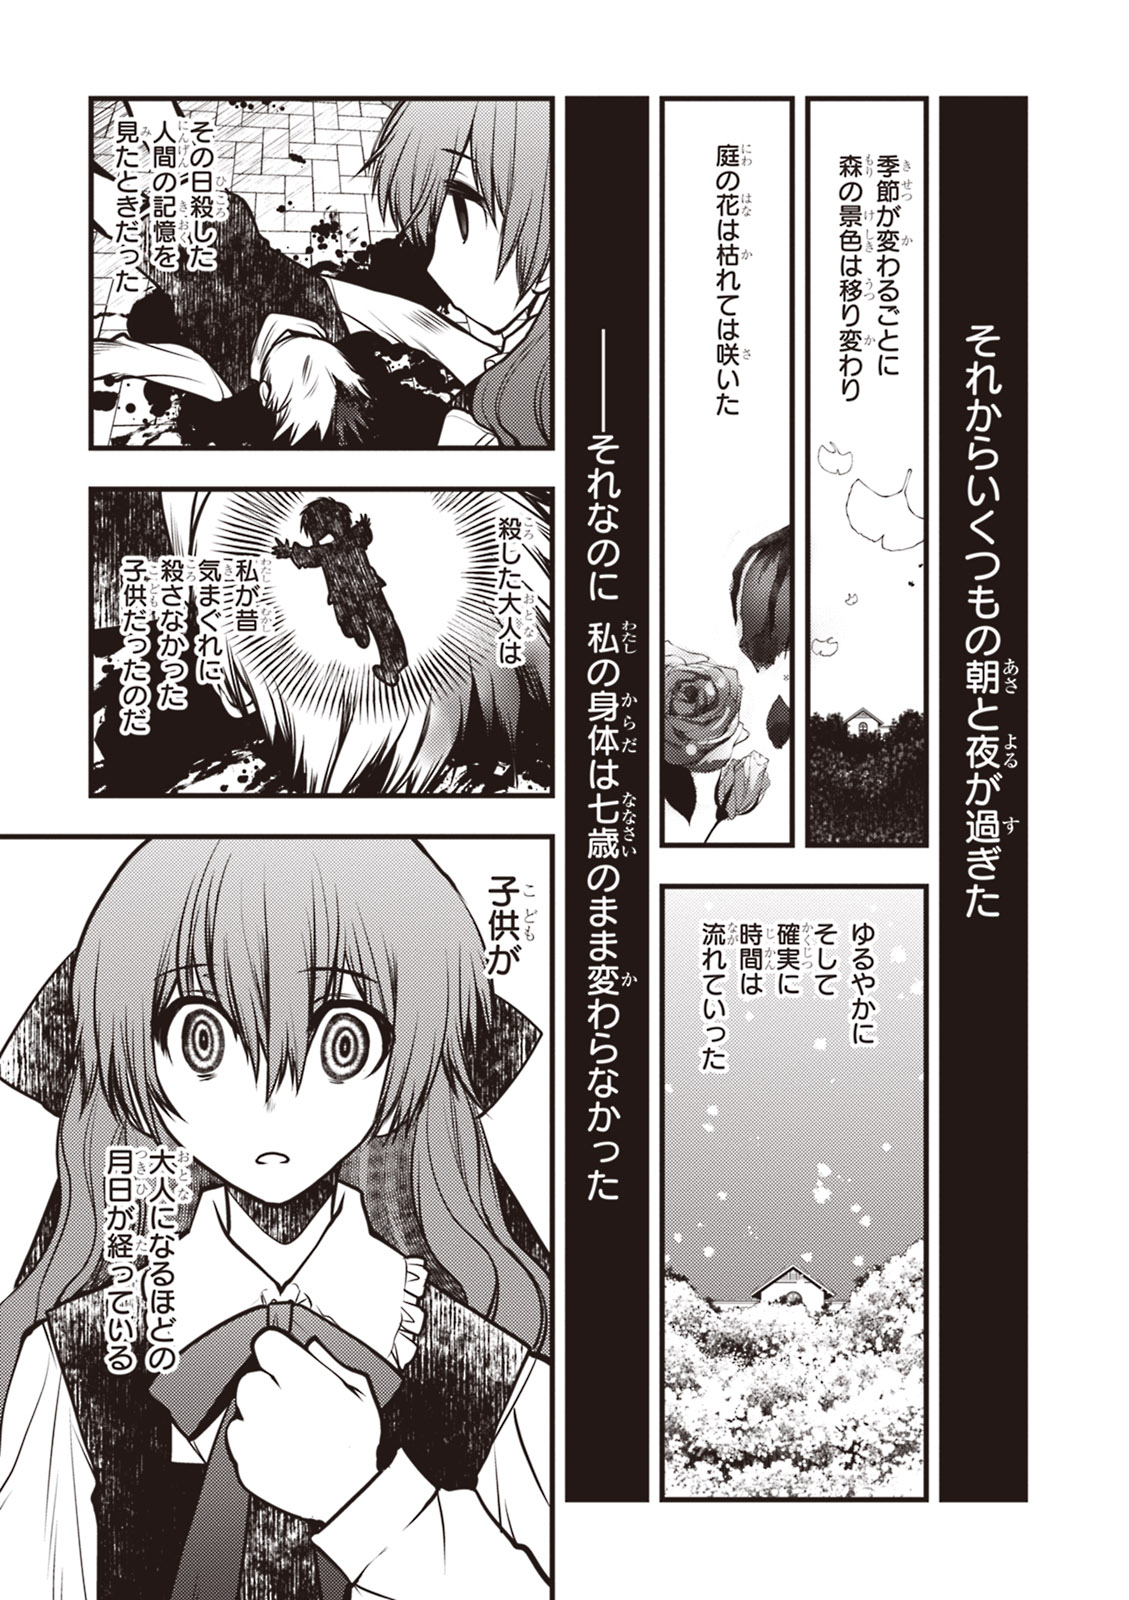 それからいくつもの朝と夜が過ぎた
季節が変わるごとに
森の景色は移り変わり
庭の花は枯れては咲いた
ゆるやかに
そして
確実に
時間は
流れていった
――それなのに 私の身体は七歳のまま変わらなかった
その日殺した
人間の記憶を
見たときだった
殺した大人は
私が昔
気まぐれに
殺さなかった
子供だったのだ
子供が
大人になるほどの
月日が経っている